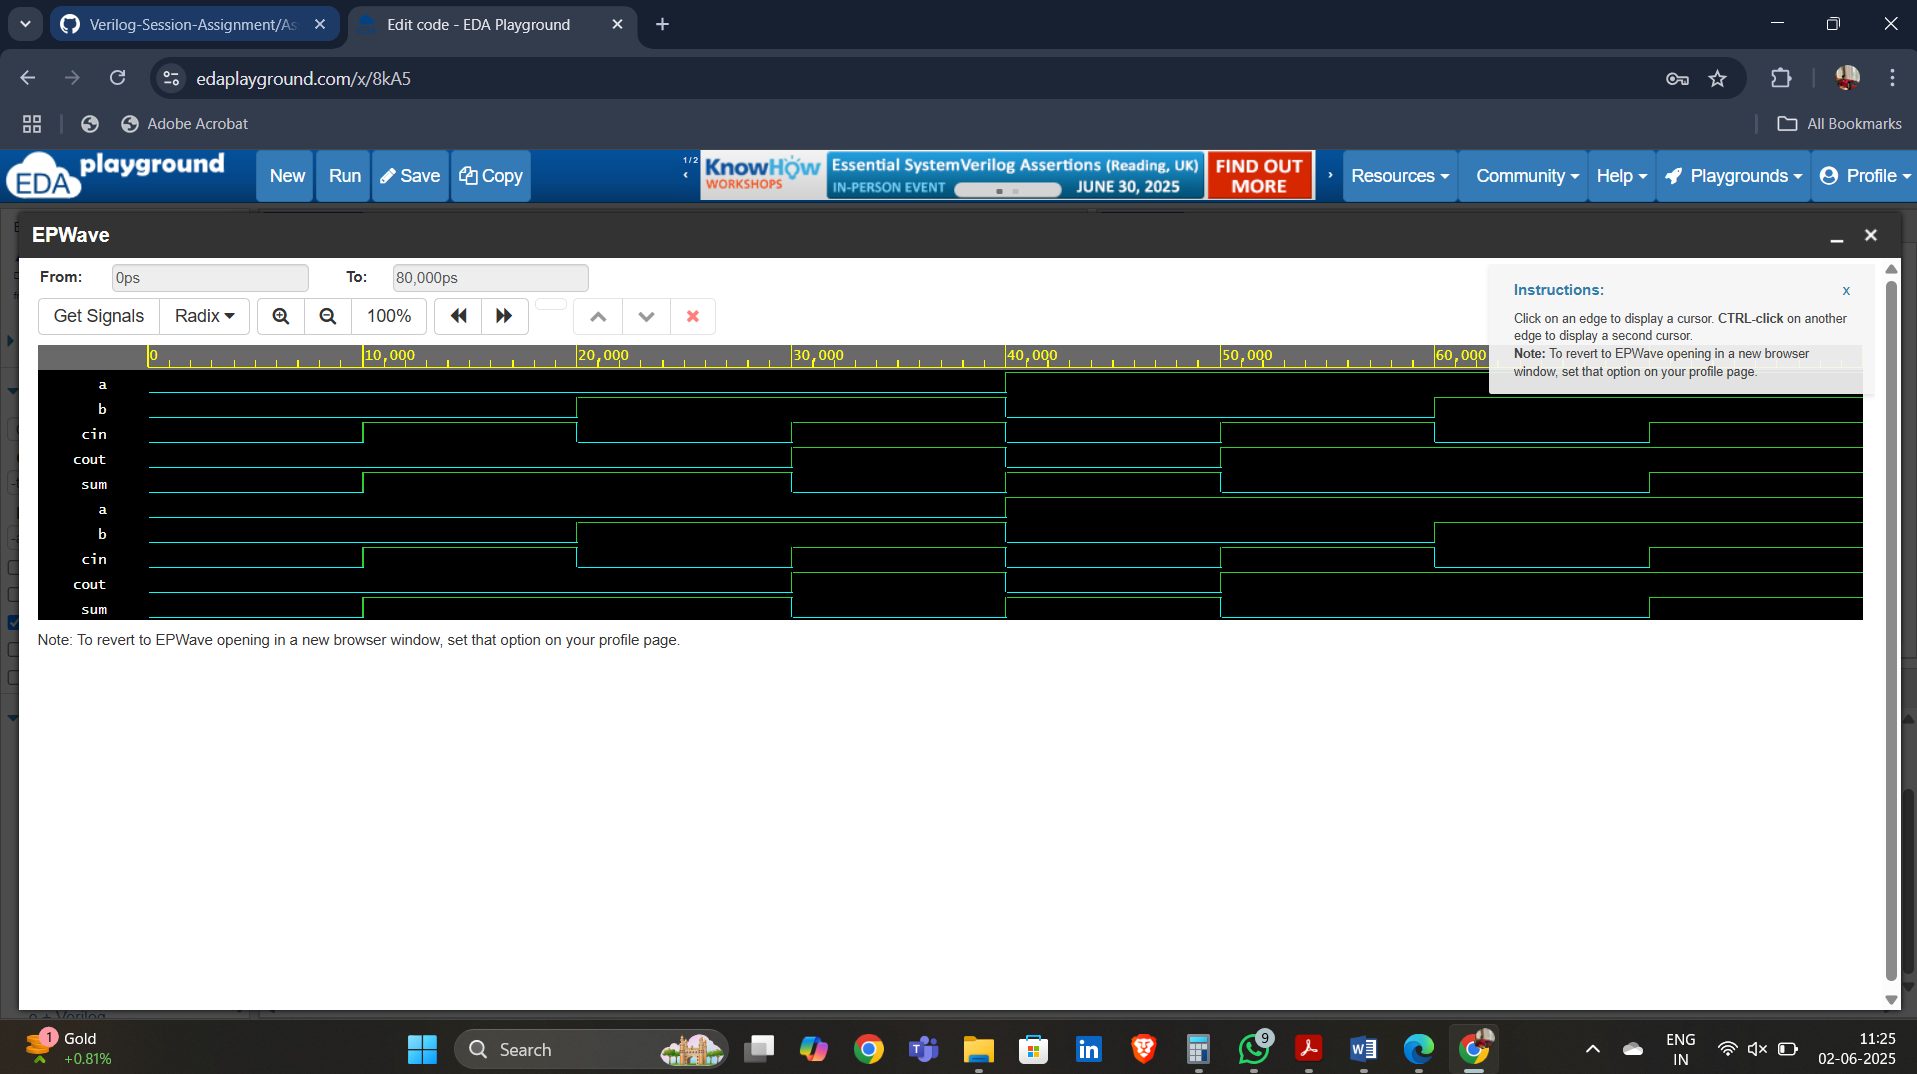 Verilog-Session-Assignment/As
Edit code - EDA Playground
edaplayground.com/x/8kA5
Adobe Acrobat
All Bookmarks
EDA playground
New
Run
Save
Copy
1/2
KnowHow
WORKSHOPS
Essential SystemVerilog Assertions (Reading, UK)
IN-PERSON EVENT
JUNE 30, 2025
FIND OUT
MORE
Resources
Community
Help
Playgrounds
Profile
EPWave
From:
0ps
To:
80,000ps
Get Signals
Radix
100%
Instructions:
x
Click on an edge to display a cursor. CTRL-click on another
edge to display a second cursor.
Note: To revert to EPWave opening in a new browser
window, set that option on your profile page.
0
10,000
20,000
30,000
40,000
50,000
60,000
a
b
cin
cout
sum
a
b
cin
cout
sum
Note: To revert to EPWave opening in a new browser window, set that option on your profile page.
1
Gold
+0.81%
Search
9
ENG
IN
11:25
02-06-2025